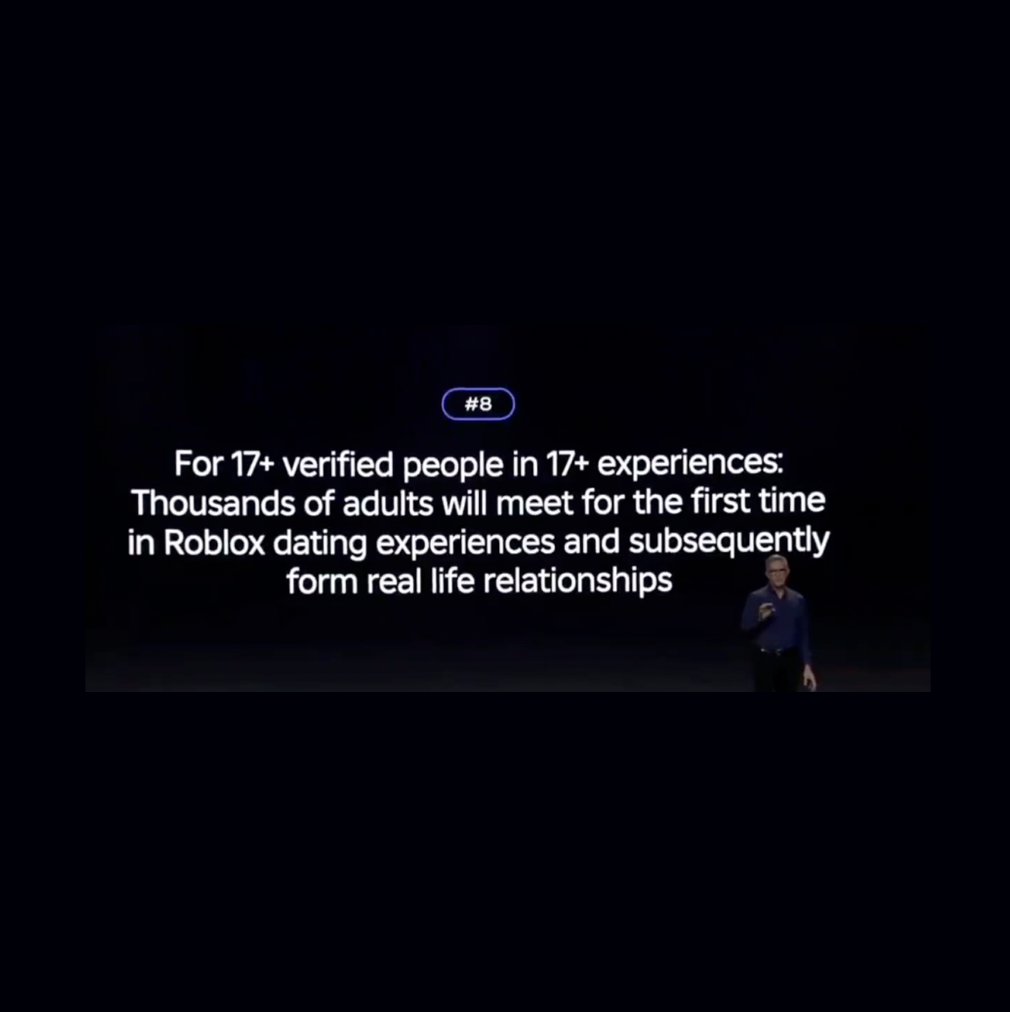 #8
For 17+ verified people in 17+ experiences:
Thousands of adults will meet for the first time
in Roblox dating experiences and subsequently
form real life relationships